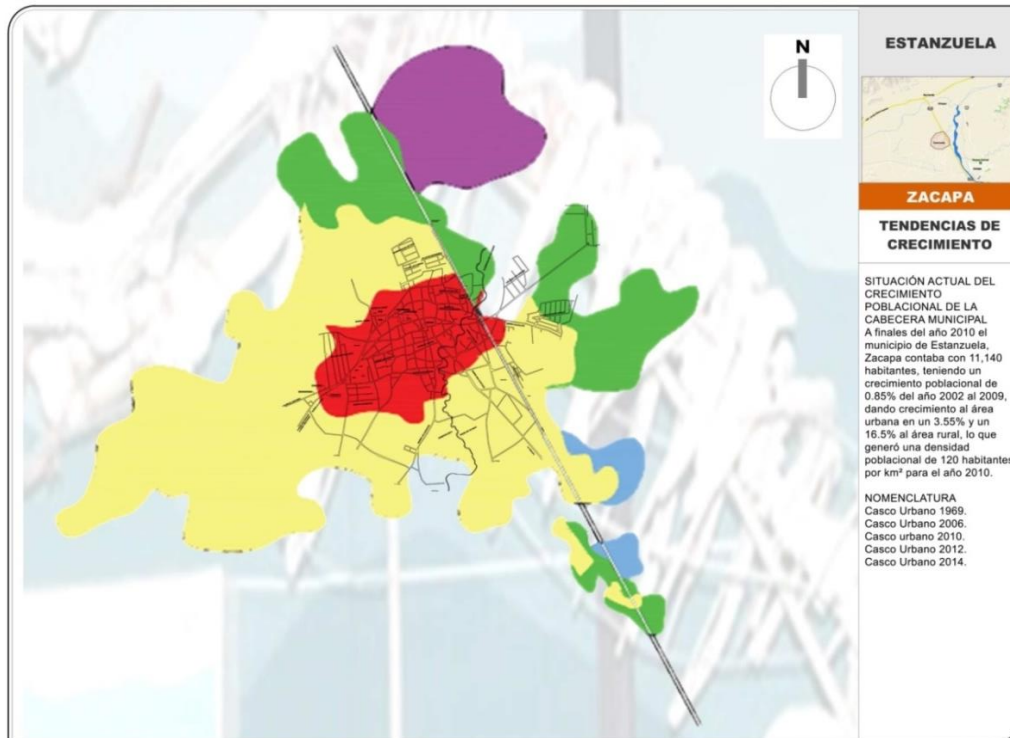 N
ESTANZUELA
ZACAPA
TENDENCIAS DE
CRECIMIENTO
SITUACIÓN ACTUAL DEL
CRECIMIENTO
POBLACIONAL DE LA
CABECERA MUNICIPAL
A finales del año 2010 el
municipio de Estanzuela,
Zacapa contaba con 11,140
habitantes, teniendo un
crecimiento poblacional de
0.85% del año 2002 al 2009,
dando crecimiento al área
urbana en un 3.55% y un
16.5% al área rural, lo que
generó una densidad
poblacional de 120 habitantes
por km² para el año 2010.
NOMENCLATURA
Casco Urbano 1969.
Casco Urbano 2006.
Casco urbano 2010.
Casco Urbano 2012.
Casco Urbano 2014.